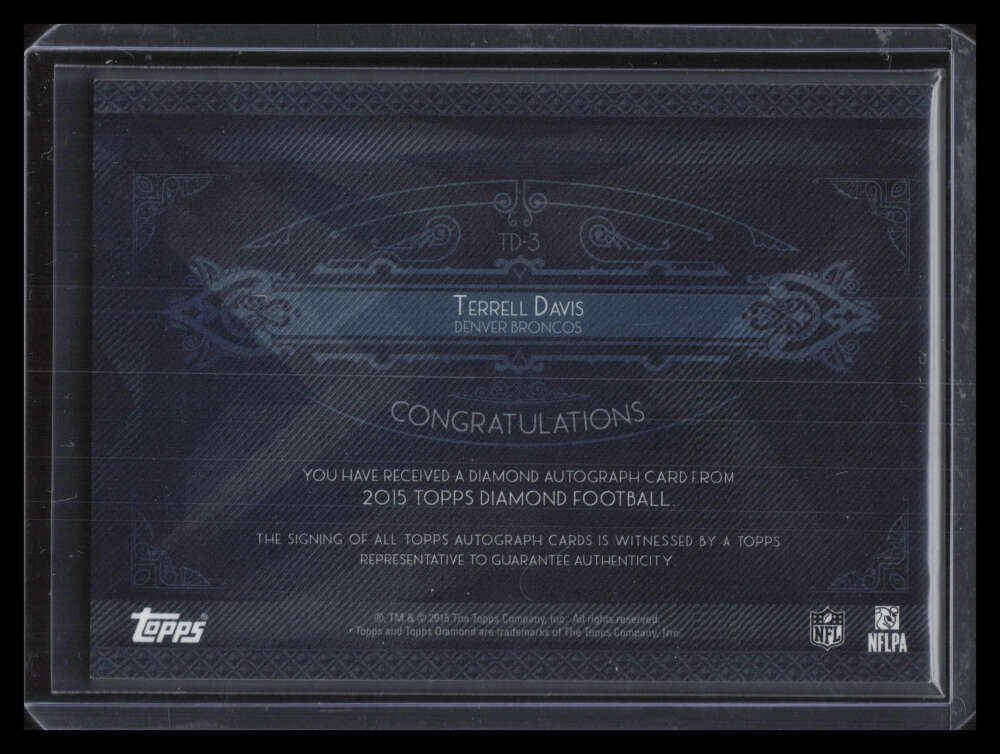 TD-3
TERRELL DAVIS
DENVER BRONCOS
CONGRATULATIONS
YOU HAVE RECEIVED A DIAMOND AUTOGRAPH CARD FROM
2015 TOPPS DIAMOND FOOTBALL.
THE SIGNING OF ALL TOPPS AUTOGRAPH CARDS IS WITNESSED BY A TOPPS
REPRESENTATIVE TO GUARANTEE AUTHENTICITY.
®, TM & © 2015 The Topps Company, Inc. All rights reserved.
Topps and Topps Diamond are trademarks of The Topps Company, Inc.
Topps®
NFL
NFLPA